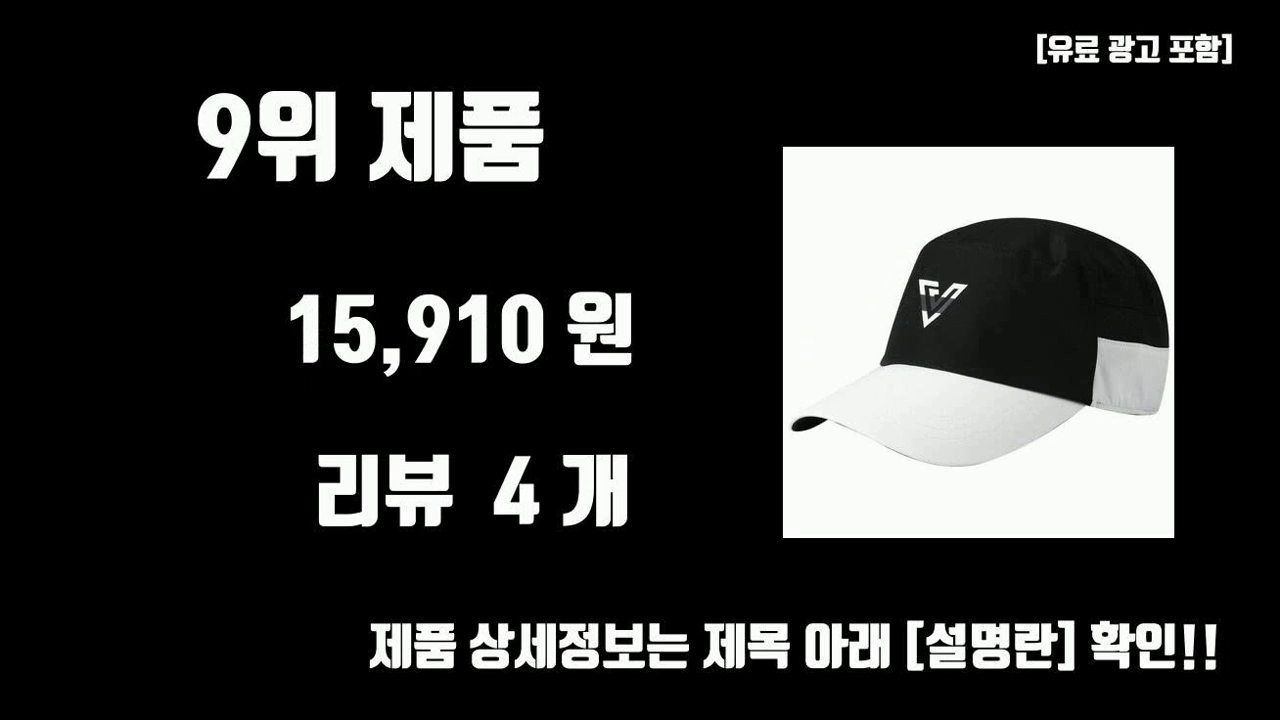 [유료 광고 포함]
9위 제품
15,910 원
리뷰 4 개
제품 상세정보는 제목 아래 [설명란] 확인!!